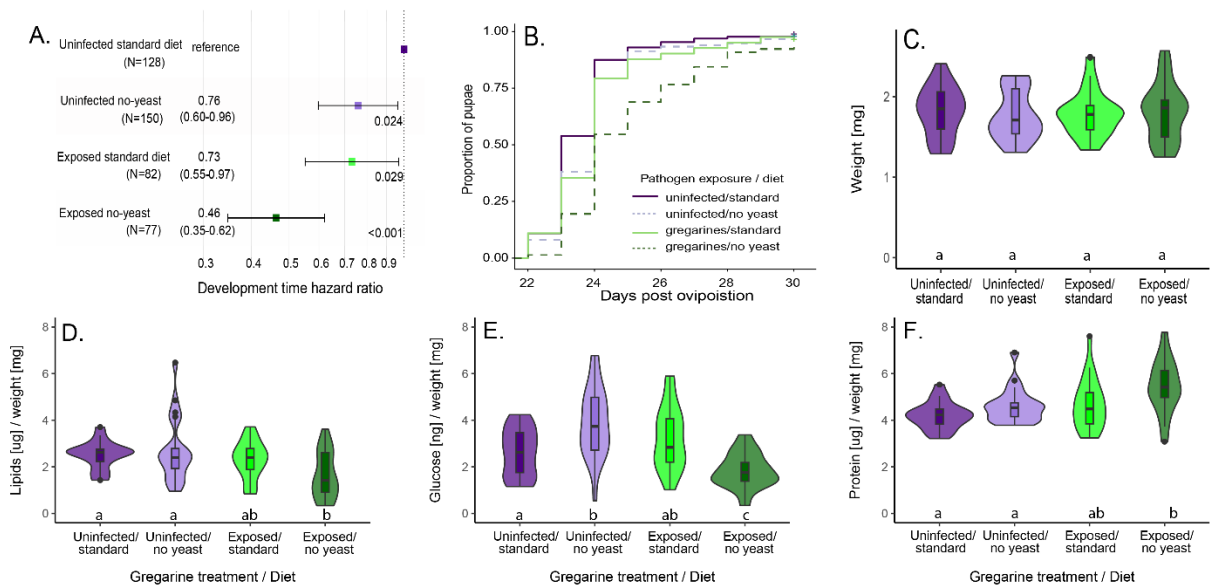 A.
Uninfected standard diet
(N=128)
reference
Uninfected no-yeast
(N=150)
0.76
(0.60-0.96)
0.024
Exposed standard diet
(N=82)
0.73
(0.55-0.97)
0.029
Exposed no-yeast
(N=77)
0.46
(0.35-0.62)
<0.001
0.3 0.4 0.5 0.6 0.7 0.8 0.9
Development time hazard ratio
B.
Proportion of pupae
1.00
0.75
0.50
0.25
0.00
Pathogen exposure / diet
uninfected/standard
uninfected/no yeast
gregarines/standard
gregarines/no yeast
22 24 26 28 30
Days post ovipoistion
C.
Weight [mg]
2
1
0
a a a a
Uninfected/
standard
Uninfected/
no yeast
Exposed/
standard
Exposed/
no yeast
D.
Lipids [ug] / weight [mg]
8
6
4
2
0
a a ab b
Uninfected/
standard
Uninfected/
no yeast
Exposed/
standard
Exposed/
no yeast
Gregarine treatment / Diet
E.
Glucose [ng] / weight [mg]
8
6
4
2
0
a b ab c
Uninfected/
standard
Uninfected/
no yeast
Exposed/
standard
Exposed/
no yeast
Gregarine treatment / Diet
F.
Protein [ug] / weight [mg]
8
6
4
2
0
a a ab b
Uninfected/
standard
Uninfected/
no yeast
Exposed/
standard
Exposed/
no yeast
Gregarine treatment / Diet